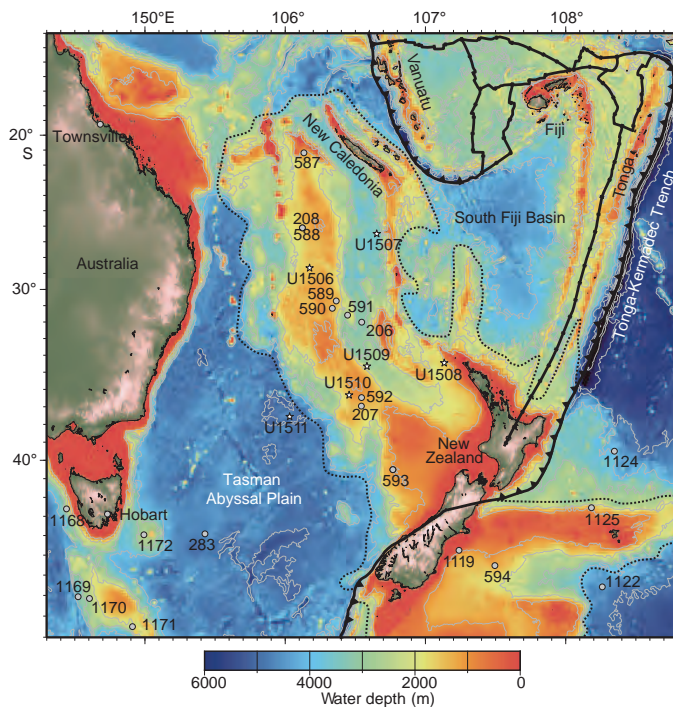 150°E 106° 107° 108°
20°
S
30°
40°
Townsville
Vanuatu
Fiji
New Caledonia
587
Tonga
Tonga-Kermadec Trench
208
588
U1507
South Fiji Basin
Australia
U1506
589
590
591
206
U1509
U1508
U1510
592
207
U1511
New
Zealand
1124
Tasman
Abyssal Plain
593
1168
Hobart
1125
1172
283
1119
594
1122
1169
1170
1171
6000 4000 2000 0
Water depth (m)